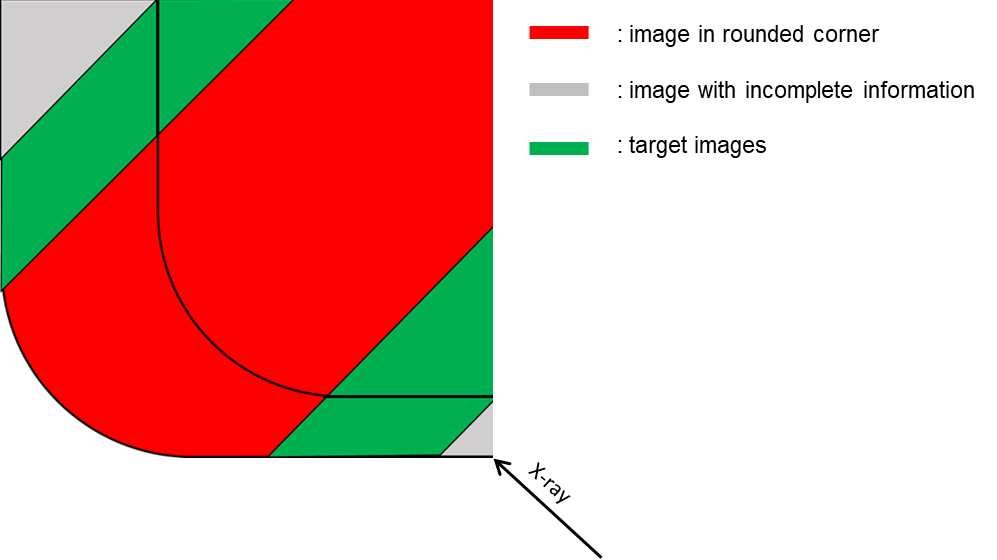 : image in rounded corner
: image with incomplete information
: target images
X-ray